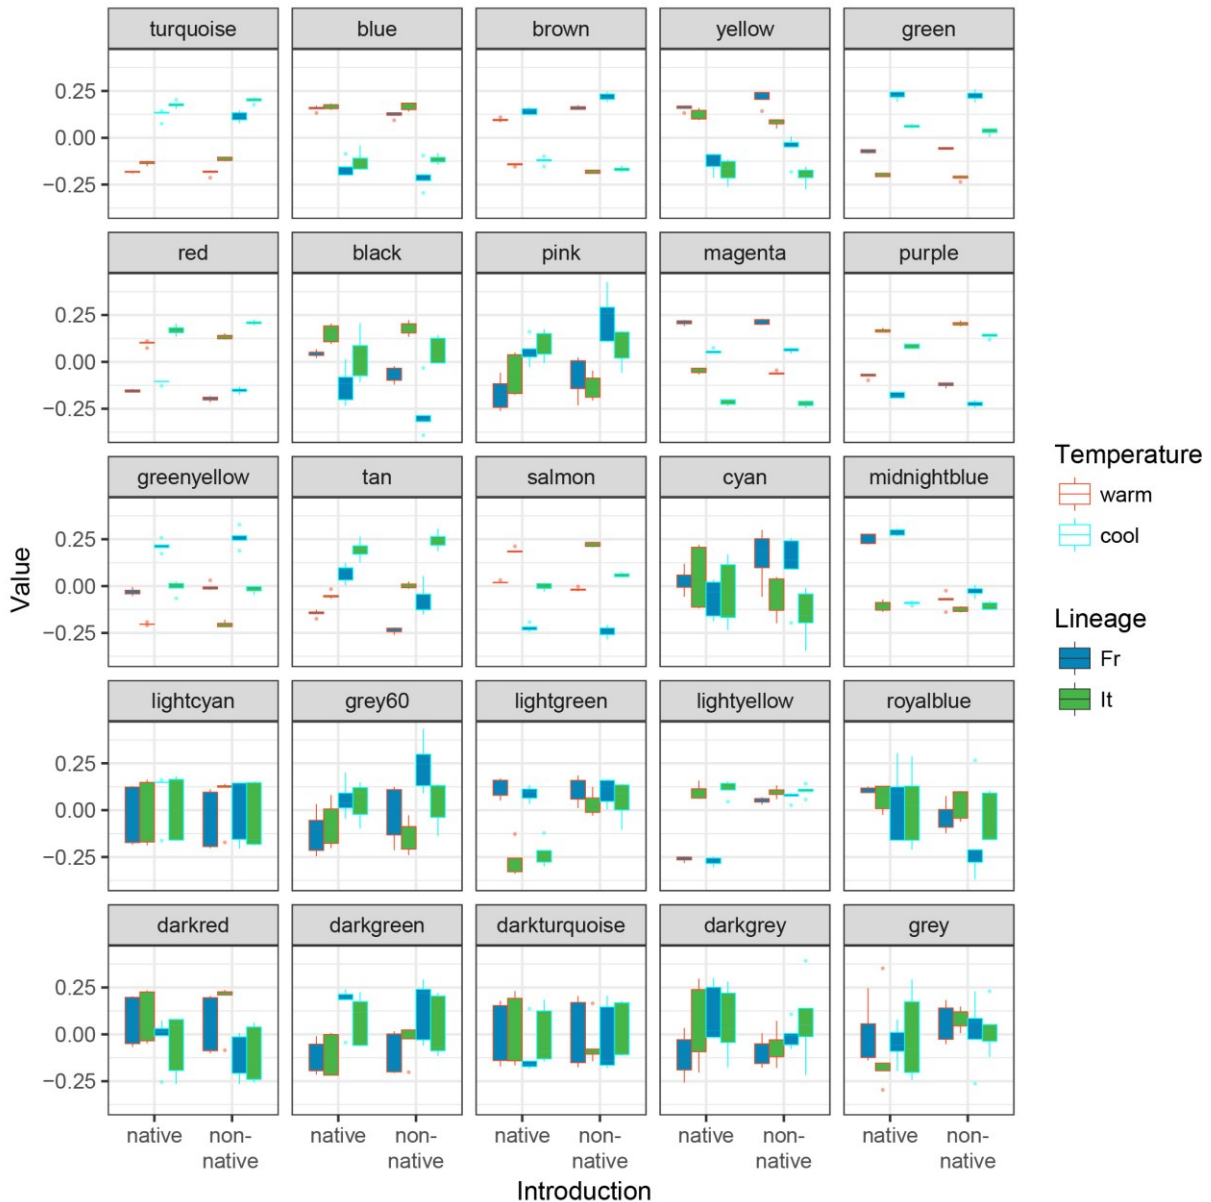 turquoise blue brown yellow green
0.25
0.00
−0.25
red black pink magenta purple
0.25
0.00
−0.25
greenyellow tan salmon cyan midnightblue
0.25
0.00
−0.25
lightcyan grey60 lightgreen lightyellow royalblue
0.25
0.00
−0.25
darkred darkgreen darkturquoise darkgrey grey
0.25
0.00
−0.25
native non-native native non-native native non-native native non-native native non-native
Introduction
Value
Temperature
warm
cool
Lineage
Fr
It